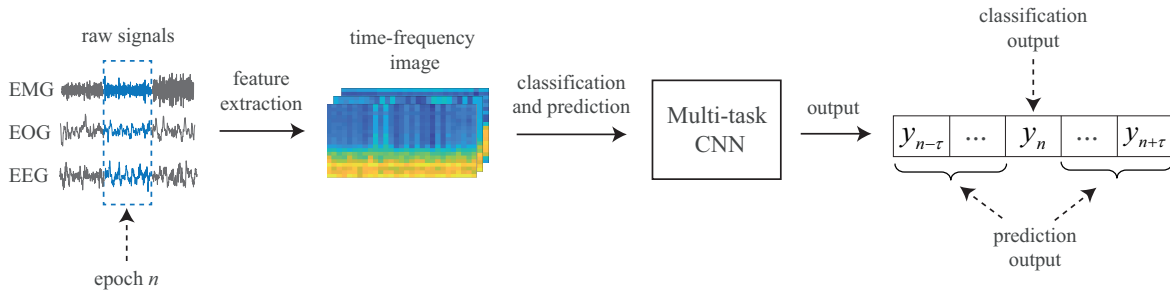 raw signals
EMG
EOG
EEG
epoch n
feature
extraction
time-frequency
image
classification
and prediction
Multi-task
CNN
output
classification
output
y_{n-τ} ... y_n ... y_{n+τ}
prediction
output